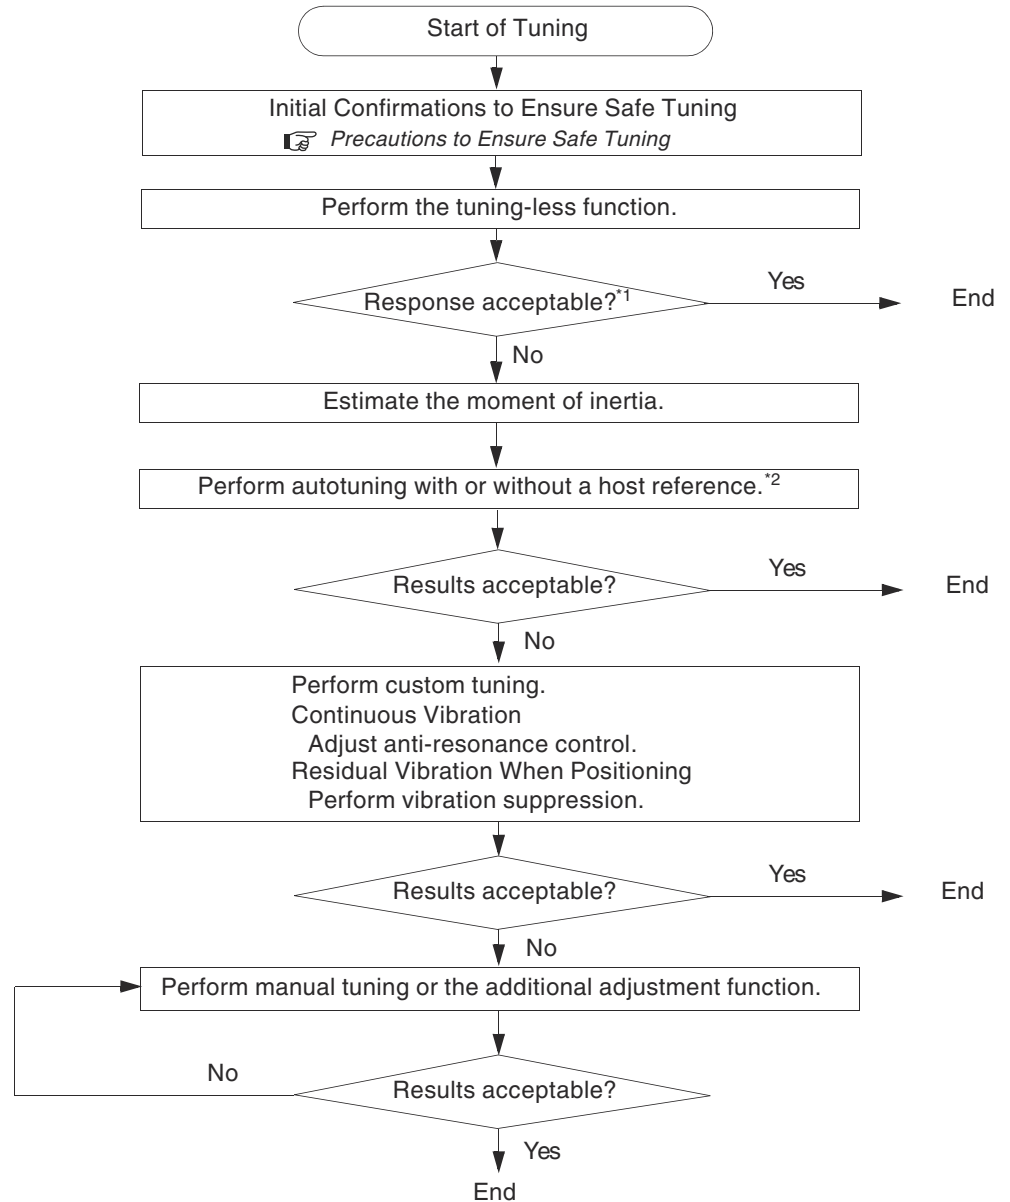 Start of Tuning
Initial Confirmations to Ensure Safe Tuning
Precautions to Ensure Safe Tuning
Perform the tuning-less function.
Response acceptable?*1
Yes
End
No
Estimate the moment of inertia.
Perform autotuning with or without a host reference.*2
Results acceptable?
Yes
End
No
Perform custom tuning.
Continuous Vibration
Adjust anti-resonance control.
Residual Vibration When Positioning
Perform vibration suppression.
Results acceptable?
Yes
End
No
Perform manual tuning or the additional adjustment function.
No
Results acceptable?
Yes
End